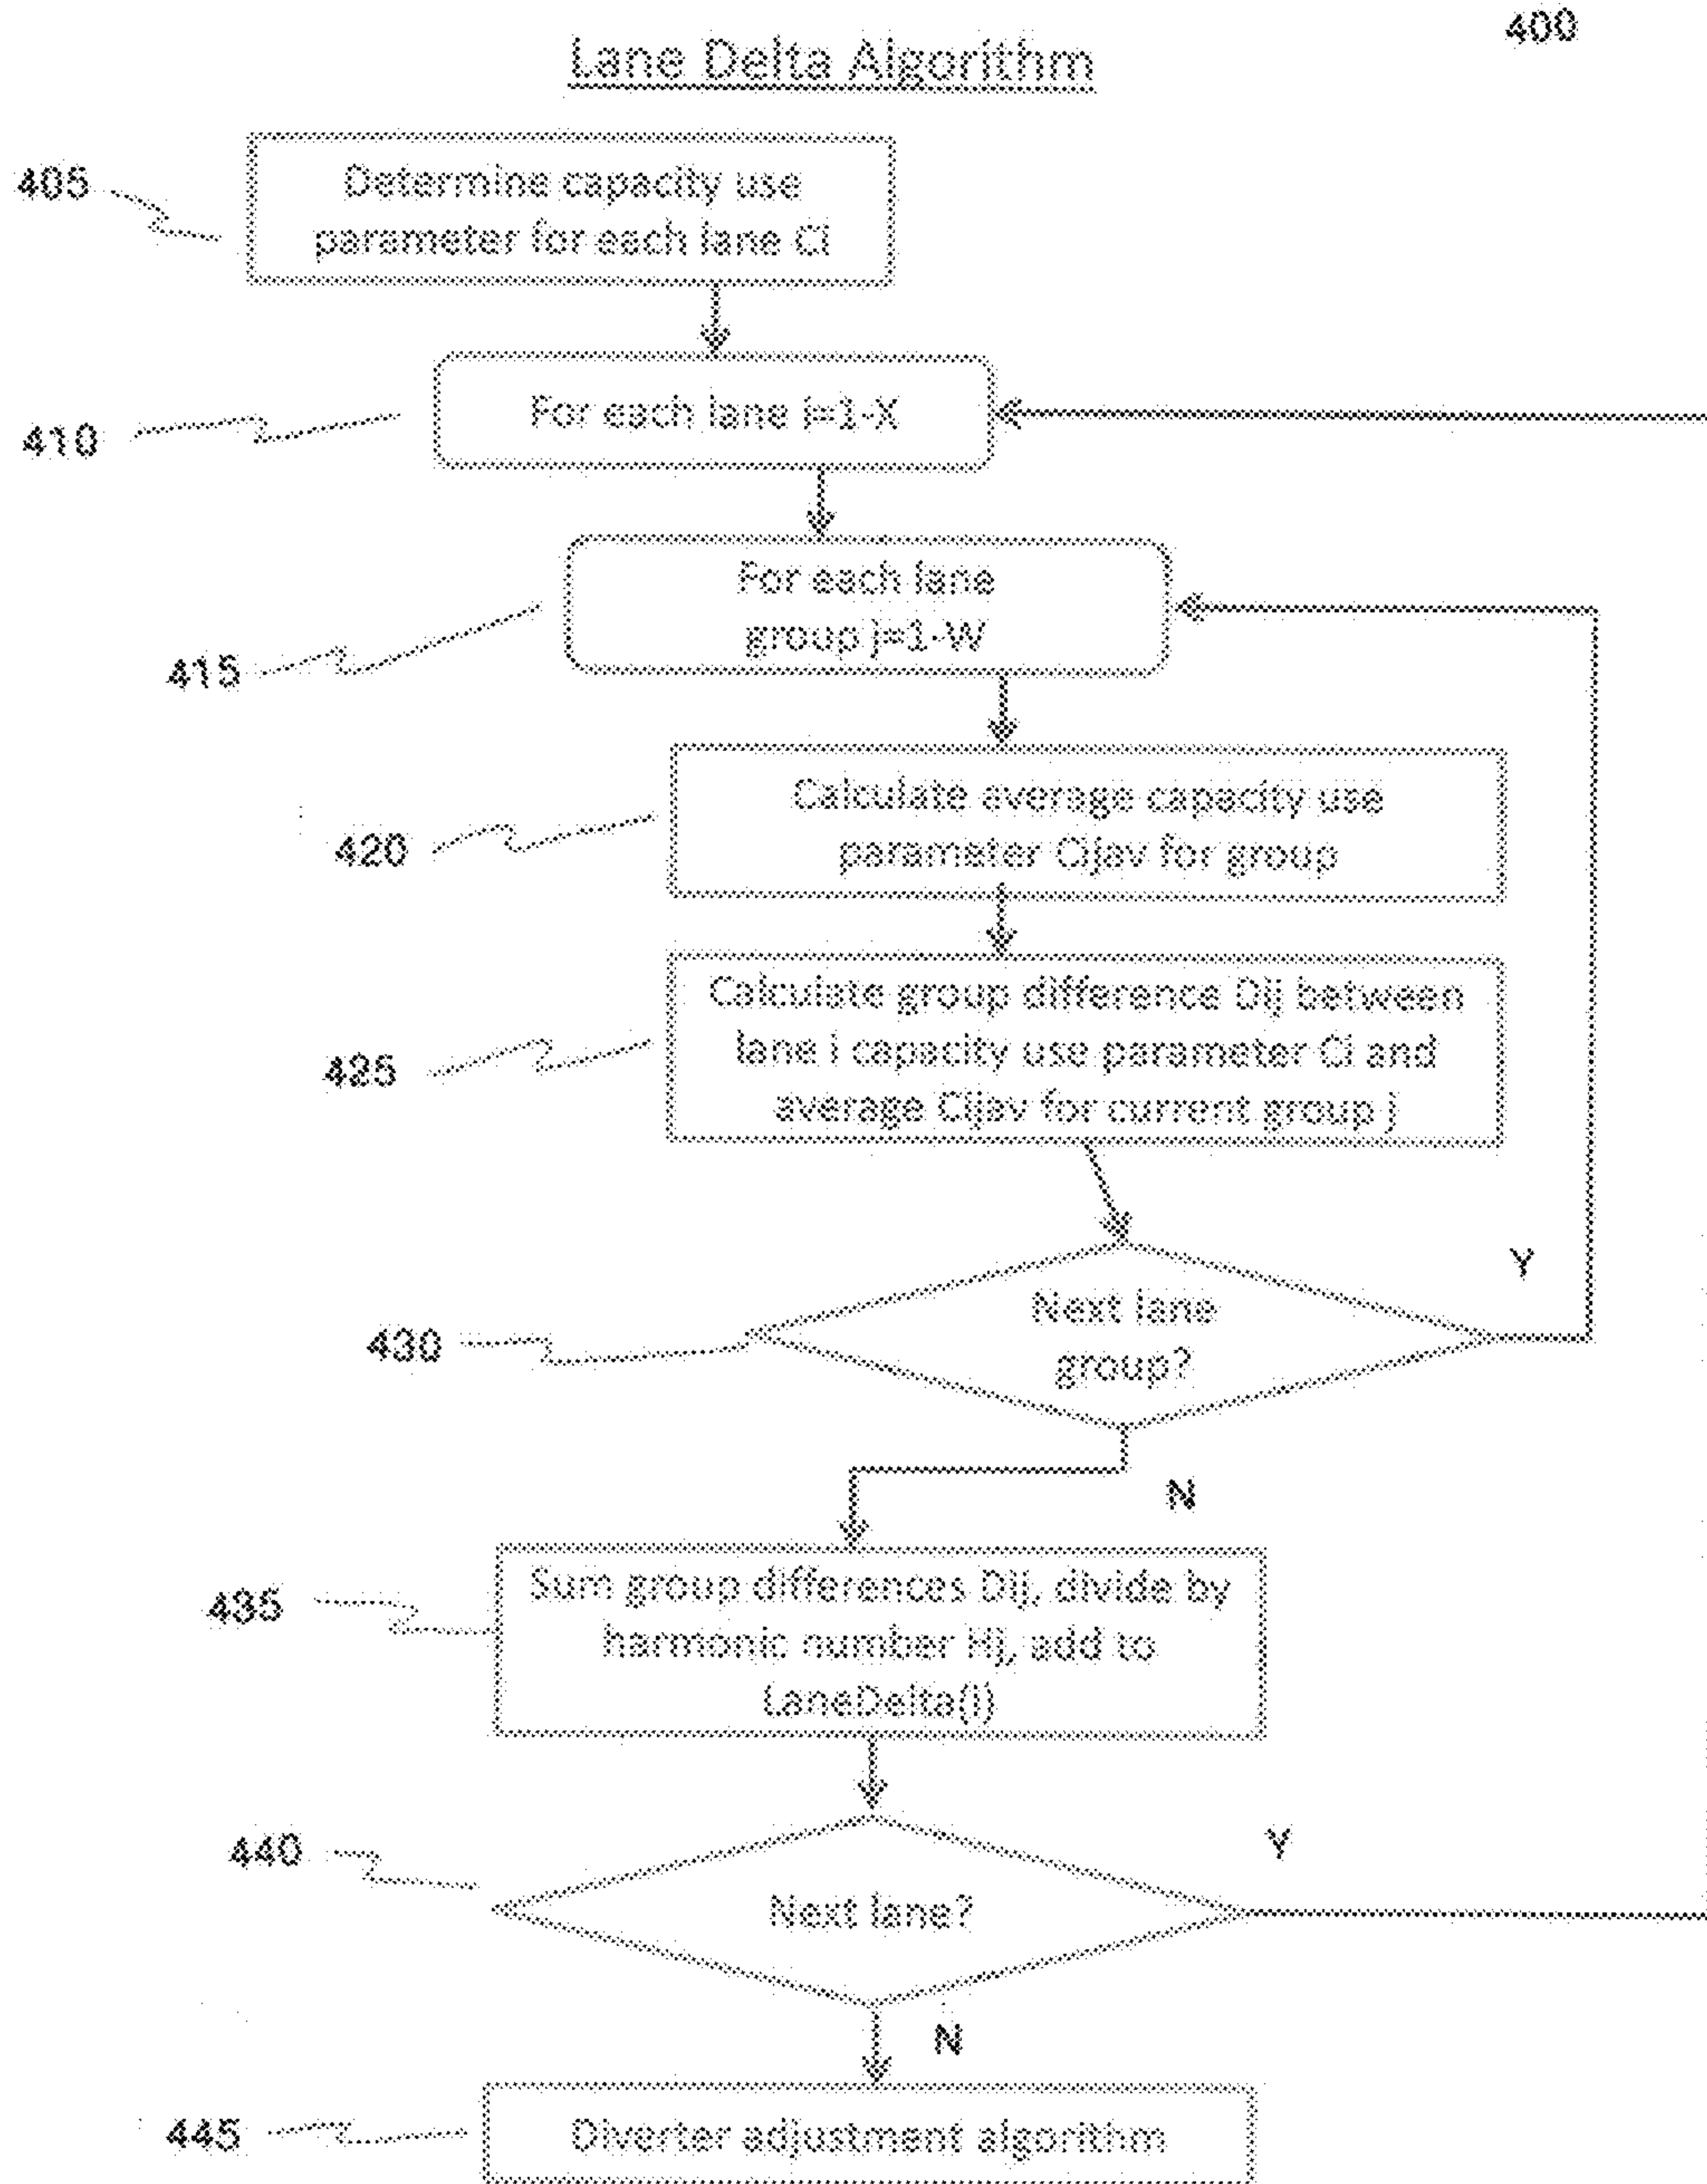 400
Lane Delta Algorithm
405
Determine capacity use
parameter for each lane Ci
410
For each lane i=1-X
415
For each lane
group j=1-W
420
Calculate average capacity use
parameter Cijav for group
425
Calculate group difference Dij between
lane i capacity use parameter Ci and
average Cijav for current group j
430
Next lane
group?
Y
N
435
Sum group differences Dij, divide by
harmonic number Hj, add to
LaneDelta(i)
440
Next lane?
Y
N
445
Diverter adjustment algorithm